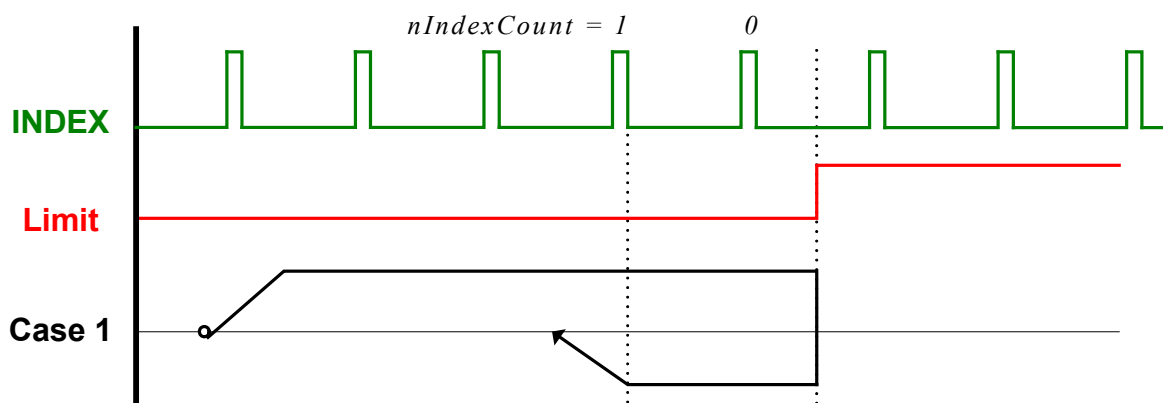 nIndexCount = 1 0
INDEX
Limit
Case 1